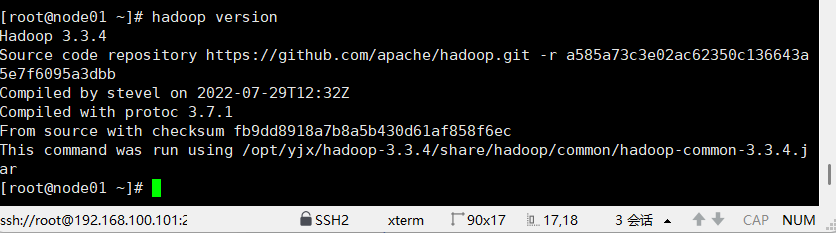 [root@node01 ~]# hadoop version
Hadoop 3.3.4
Source code repository https://github.com/apache/hadoop.git -r a585a73c3e02ac62350c136643a
5e7f6095a3dbb
Compiled by stevel on 2022-07-29T12:32Z
Compiled with protoc 3.7.1
From source with checksum fb9dd8918a7b8a5b430d61af858f6ec
This command was run using /opt/yjx/hadoop-3.3.4/share/hadoop/common/hadoop-common-3.3.4.j
ar
[root@node01 ~]#
ssh://root@192.168.100.101:2 SSH2 xterm 90x17 17,18 3 会话 CAP NUM